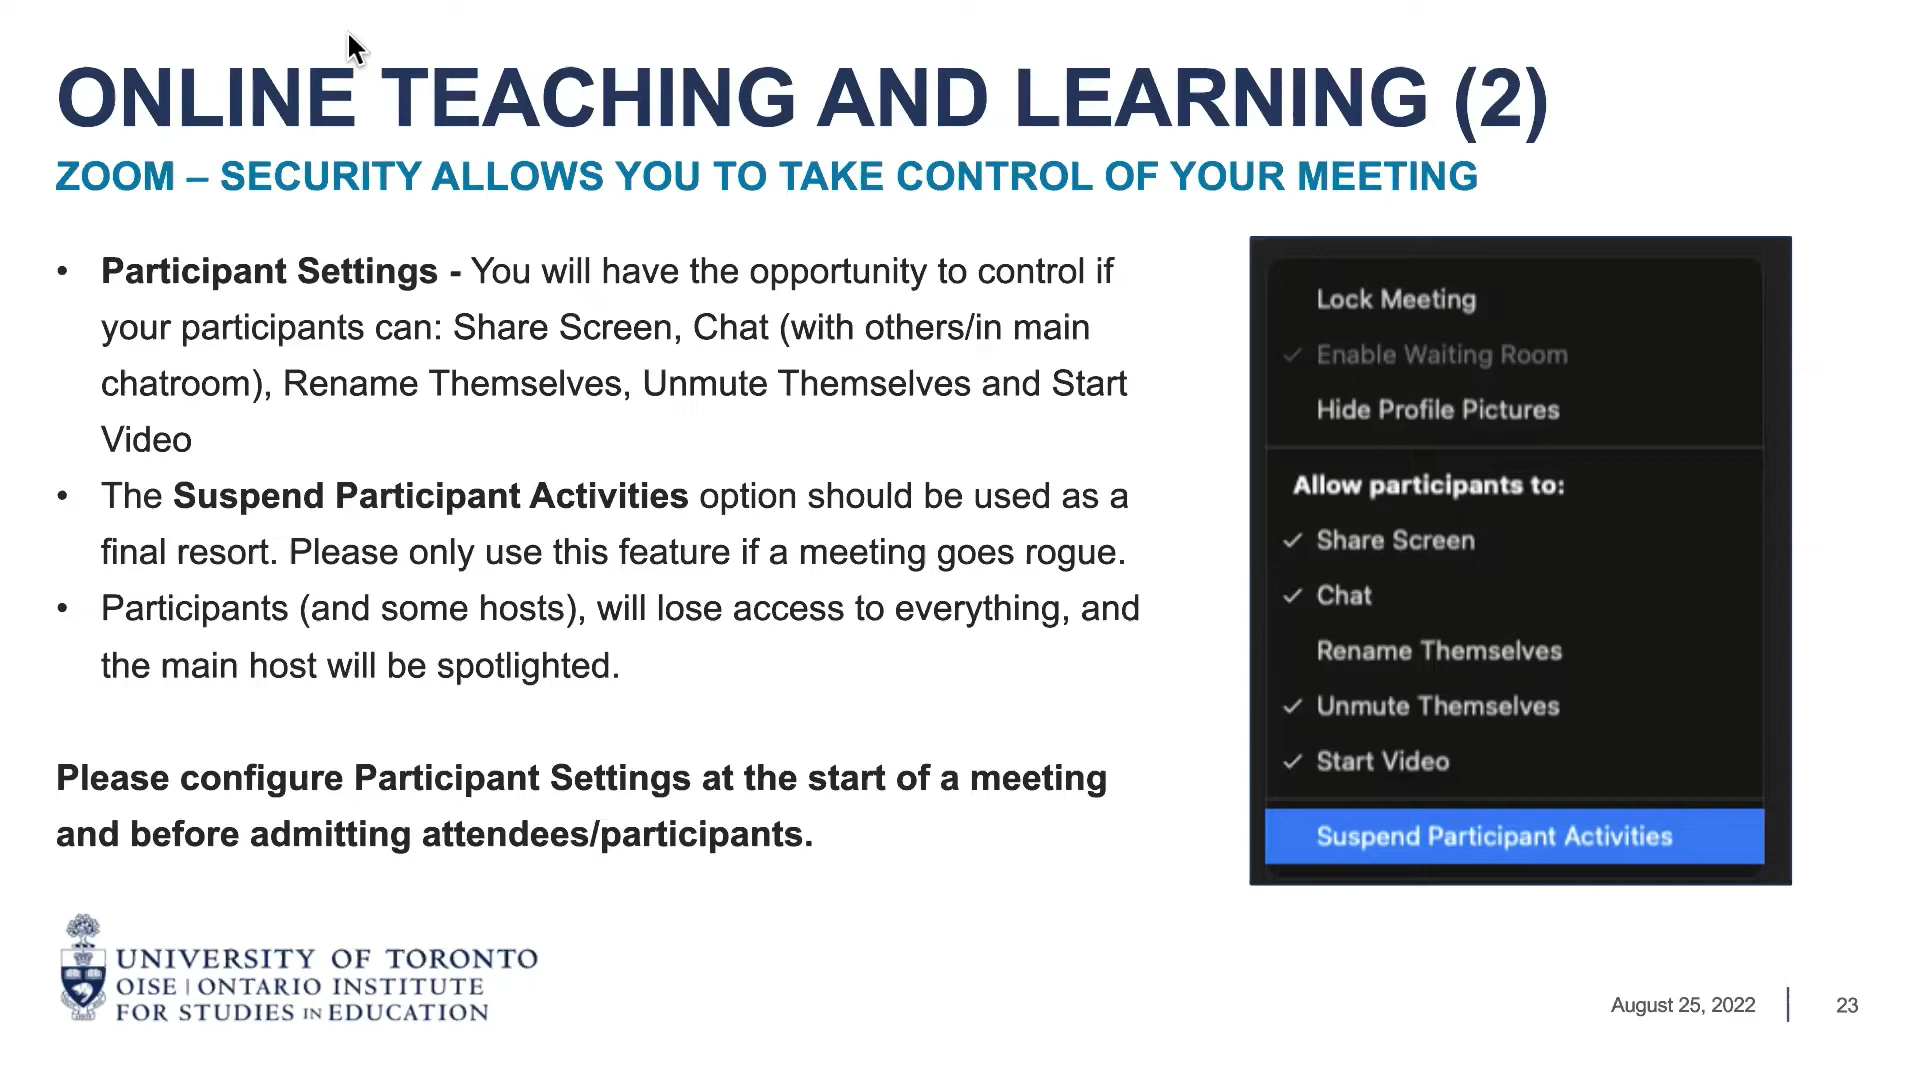 ONLINE TEACHING AND LEARNING (2)
ZOOM – SECURITY ALLOWS YOU TO TAKE CONTROL OF YOUR MEETING
• Participant Settings - You will have the opportunity to control if
your participants can: Share Screen, Chat (with others/in main
chatroom), Rename Themselves, Unmute Themselves and Start
Video
• The Suspend Participant Activities option should be used as a
final resort. Please only use this feature if a meeting goes rogue.
• Participants (and some hosts), will lose access to everything, and
the main host will be spotlighted.
Please configure Participant Settings at the start of a meeting
and before admitting attendees/participants.
Lock Meeting
✓ Enable Waiting Room
Hide Profile Pictures
Allow participants to:
✓ Share Screen
✓ Chat
Rename Themselves
✓ Unmute Themselves
✓ Start Video
Suspend Participant Activities
UNIVERSITY OF TORONTO
OISE | ONTARIO INSTITUTE
FOR STUDIES IN EDUCATION
August 25, 2022 | 23